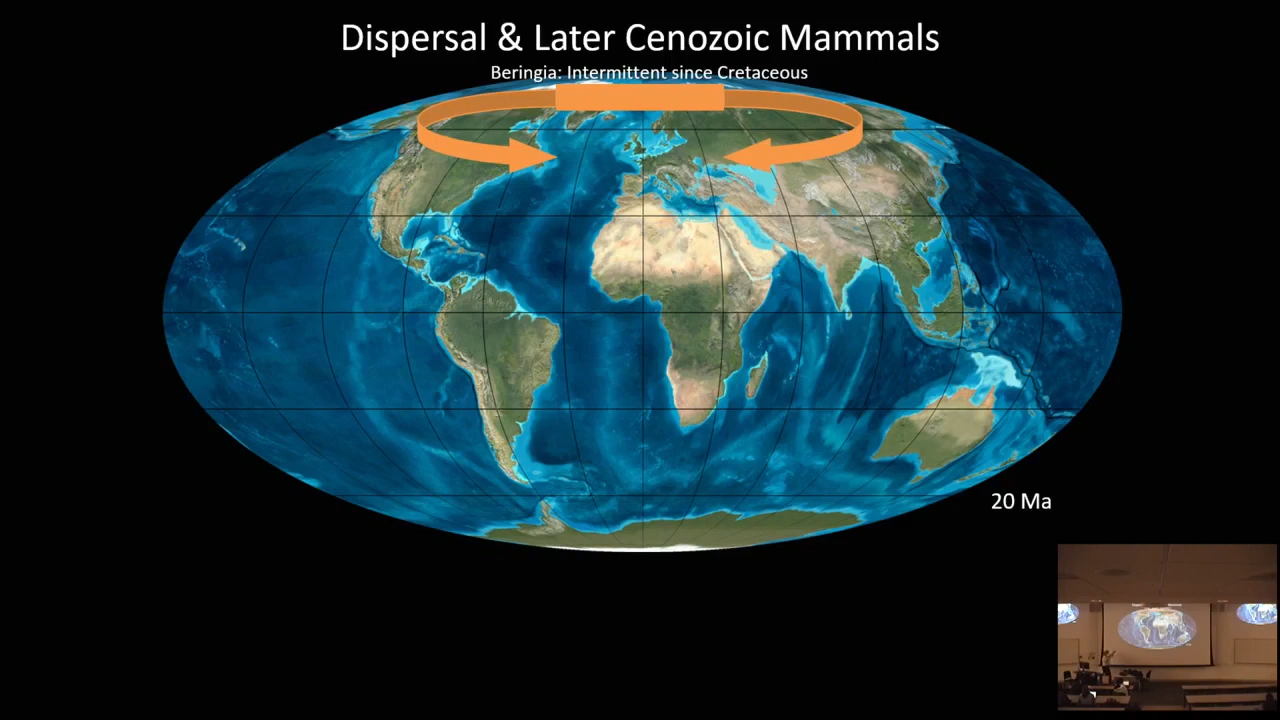 Dispersal & Later Cenozoic Mammals
Beringia: Intermittent since Cretaceous
20 Ma